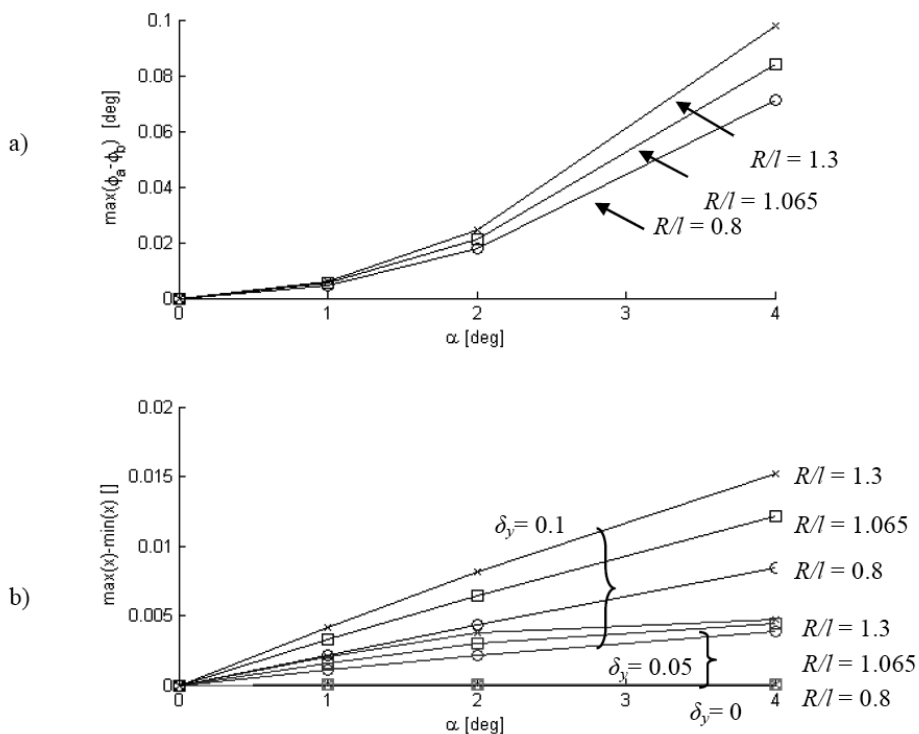 a)
max(ϕa-ϕb) [deg]
0.1
0.08
0.06
0.04
0.02
0
0 1 2 3 4
α [deg]
R/l = 1.3
R/l = 1.065
R/l = 0.8
b)
max(x)-min(x) []
0.02
0.015
0.01
0.005
0
0 1 2 3 4
α [deg]
δy= 0.1
δy= 0.05
δy= 0
R/l = 1.3
R/l = 1.065
R/l = 0.8
R/l = 1.3
R/l = 1.065
R/l = 0.8